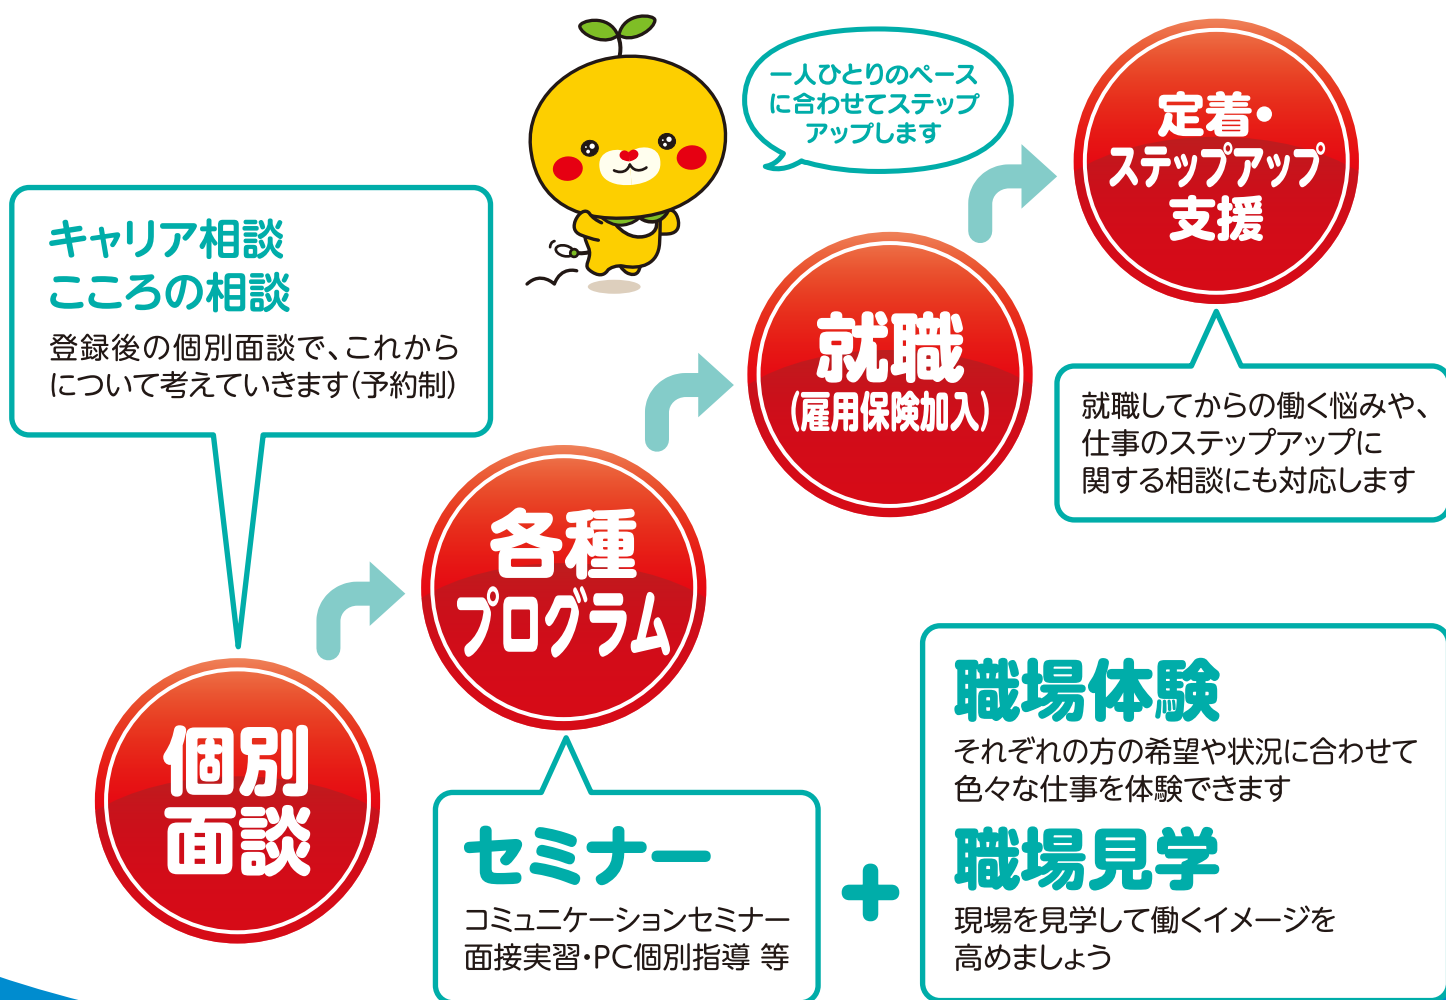 キャリア相談
こころの相談
登録後の個別面談で、これから
について考えていきます(予約制)
個別
面談
各種
プログラム
セミナー
コミュニケーションセミナー
面接実習・PC個別指導 等
+
職場体験
それぞれの方の希望や状況に合わせて
色々な仕事を体験できます
職場見学
現場を見学して働くイメージを
高めましょう
就職
(雇用保険加入)
一人ひとりのペース
に合わせてステップ
アップします
定着・
ステップアップ
支援
就職してからの働く悩みや、
仕事のステップアップに
関する相談にも対応します